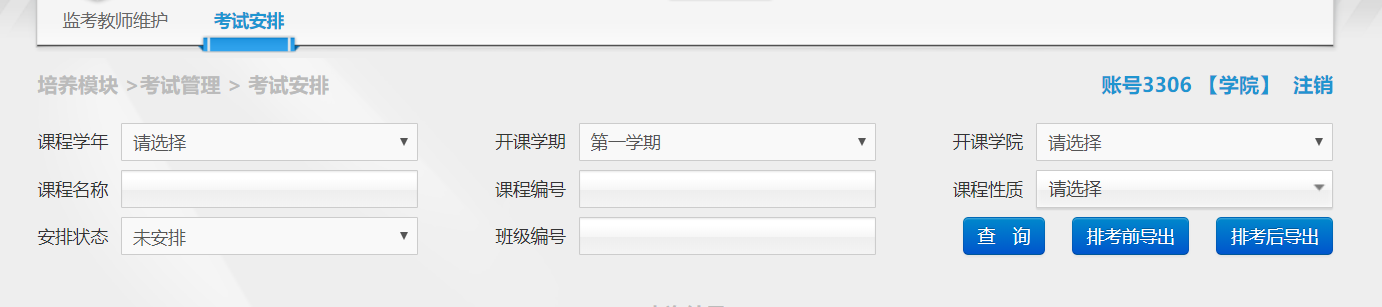 监考教师维护 考试安排
培养模块 >考试管理 > 考试安排 账号3306 【学院】 注销
课程学年 请选择 开课学期 第一学期 开课学院 请选择
课程名称 课程编号 课程性质 请选择
安排状态 未安排 班级编号 查 询 排考前导出 排考后导出